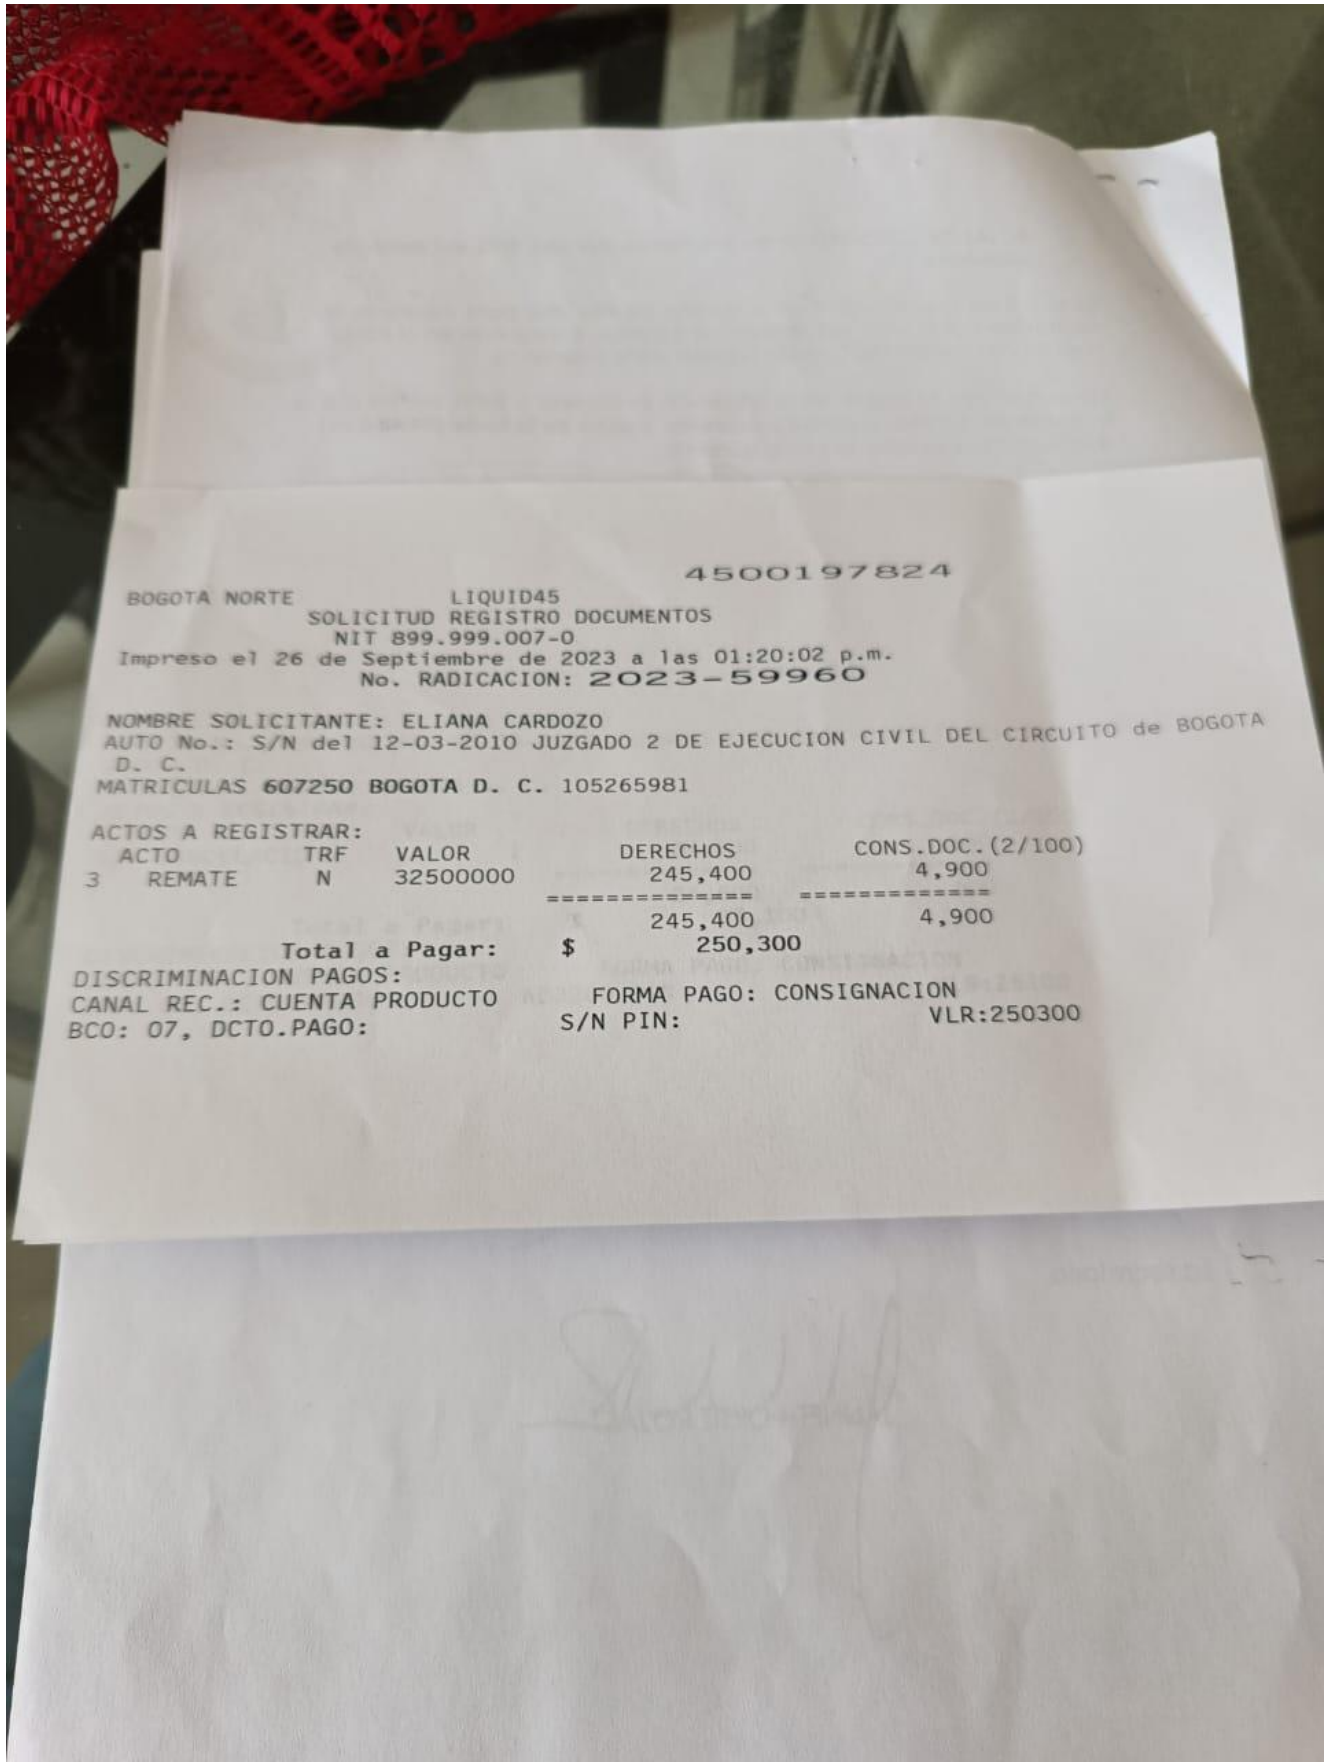 4500197824
BOGOTA NORTE LIQUID45
SOLICITUD REGISTRO DOCUMENTOS
NIT 899.999.007-0
Impreso el 26 de Septiembre de 2023 a las 01:20:02 p.m.
No. RADICACION: 2023-59960
NOMBRE SOLICITANTE: ELIANA CARDOZO
AUTO No.: S/N del 12-03-2010 JUZGADO 2 DE EJECUCION CIVIL DEL CIRCUITO de BOGOTA
D. C.
MATRICULAS 607250 BOGOTA D. C. 105265981
ACTOS A REGISTRAR:
ACTO TRF VALOR DERECHOS CONS.DOC.(2/100)
3 REMATE N 32500000 245,400 4,900
============== =============
245,400 4,900
Total a Pagar: $ 250,300
DISCRIMINACION PAGOS:
CANAL REC.: CUENTA PRODUCTO FORMA PAGO: CONSIGNACION
BCO: 07, DCTO.PAGO: S/N PIN: VLR:250300